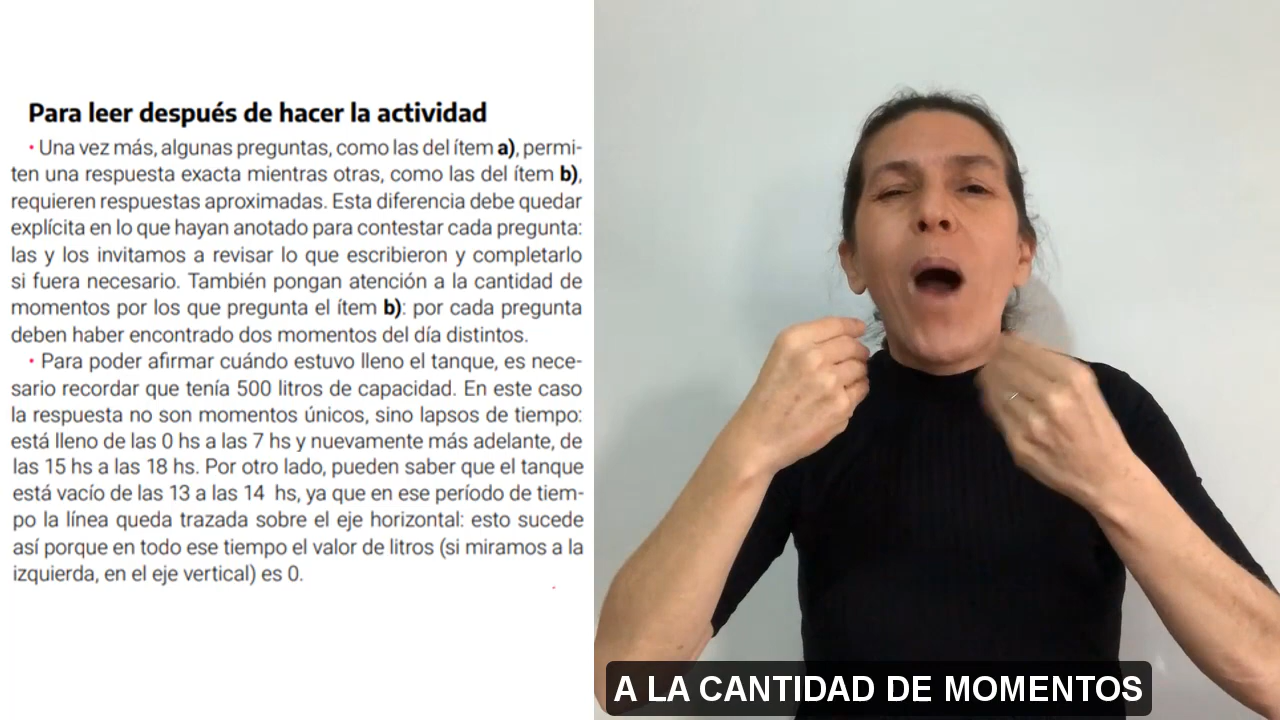 Para leer después de hacer la actividad
• Una vez más, algunas preguntas, como las del ítem a), permi-
ten una respuesta exacta mientras otras, como las del ítem b),
requieren respuestas aproximadas. Esta diferencia debe quedar
explícita en lo que hayan anotado para contestar cada pregunta:
las y los invitamos a revisar lo que escribieron y completarlo
si fuera necesario. También pongan atención a la cantidad de
momentos por los que pregunta el ítem b): por cada pregunta
deben haber encontrado dos momentos del día distintos.
• Para poder afirmar cuándo estuvo lleno el tanque, es nece-
sario recordar que tenía 500 litros de capacidad. En este caso
la respuesta no son momentos únicos, sino lapsos de tiempo:
está lleno de las 0 hs a las 7 hs y nuevamente más adelante, de
las 15 hs a las 18 hs. Por otro lado, pueden saber que el tanque
está vacío de las 13 a las 14 hs, ya que en ese período de tiem-
po la línea queda trazada sobre el eje horizontal: esto sucede
así porque en todo ese tiempo el valor de litros (si miramos a la
izquierda, en el eje vertical) es 0.
A LA CANTIDAD DE MOMENTOS